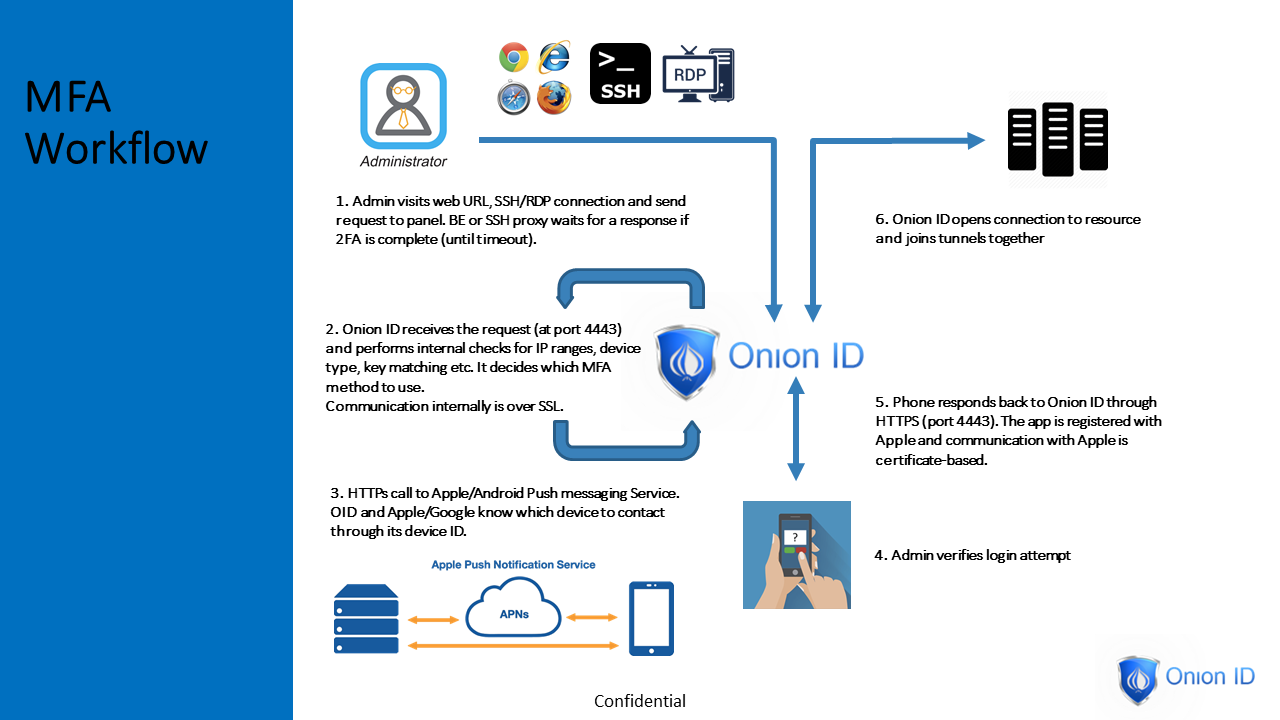 MFA
Workflow
>_
SSH
RDP
Administrator
1. Admin visits web URL, SSH/RDP connection and send
request to panel. BE or SSH proxy waits for a response if
2FA is complete (until timeout).
6. Onion ID opens connection to resource
and joins tunnels together
2. Onion ID receives the request (at port 4443)
and performs internal checks for IP ranges, device
type, key matching etc. It decides which MFA
method to use.
Communication internally is over SSL.
Onion ID
5. Phone responds back to Onion ID through
HTTPS (port 4443). The app is registered with
Apple and communication with Apple is
certificate-based.
3. HTTPs call to Apple/Android Push messaging Service.
OID and Apple/Google know which device to contact
through its device ID.
?
4. Admin verifies login attempt
Apple Push Notification Service
APNs
Confidential
Onion ID